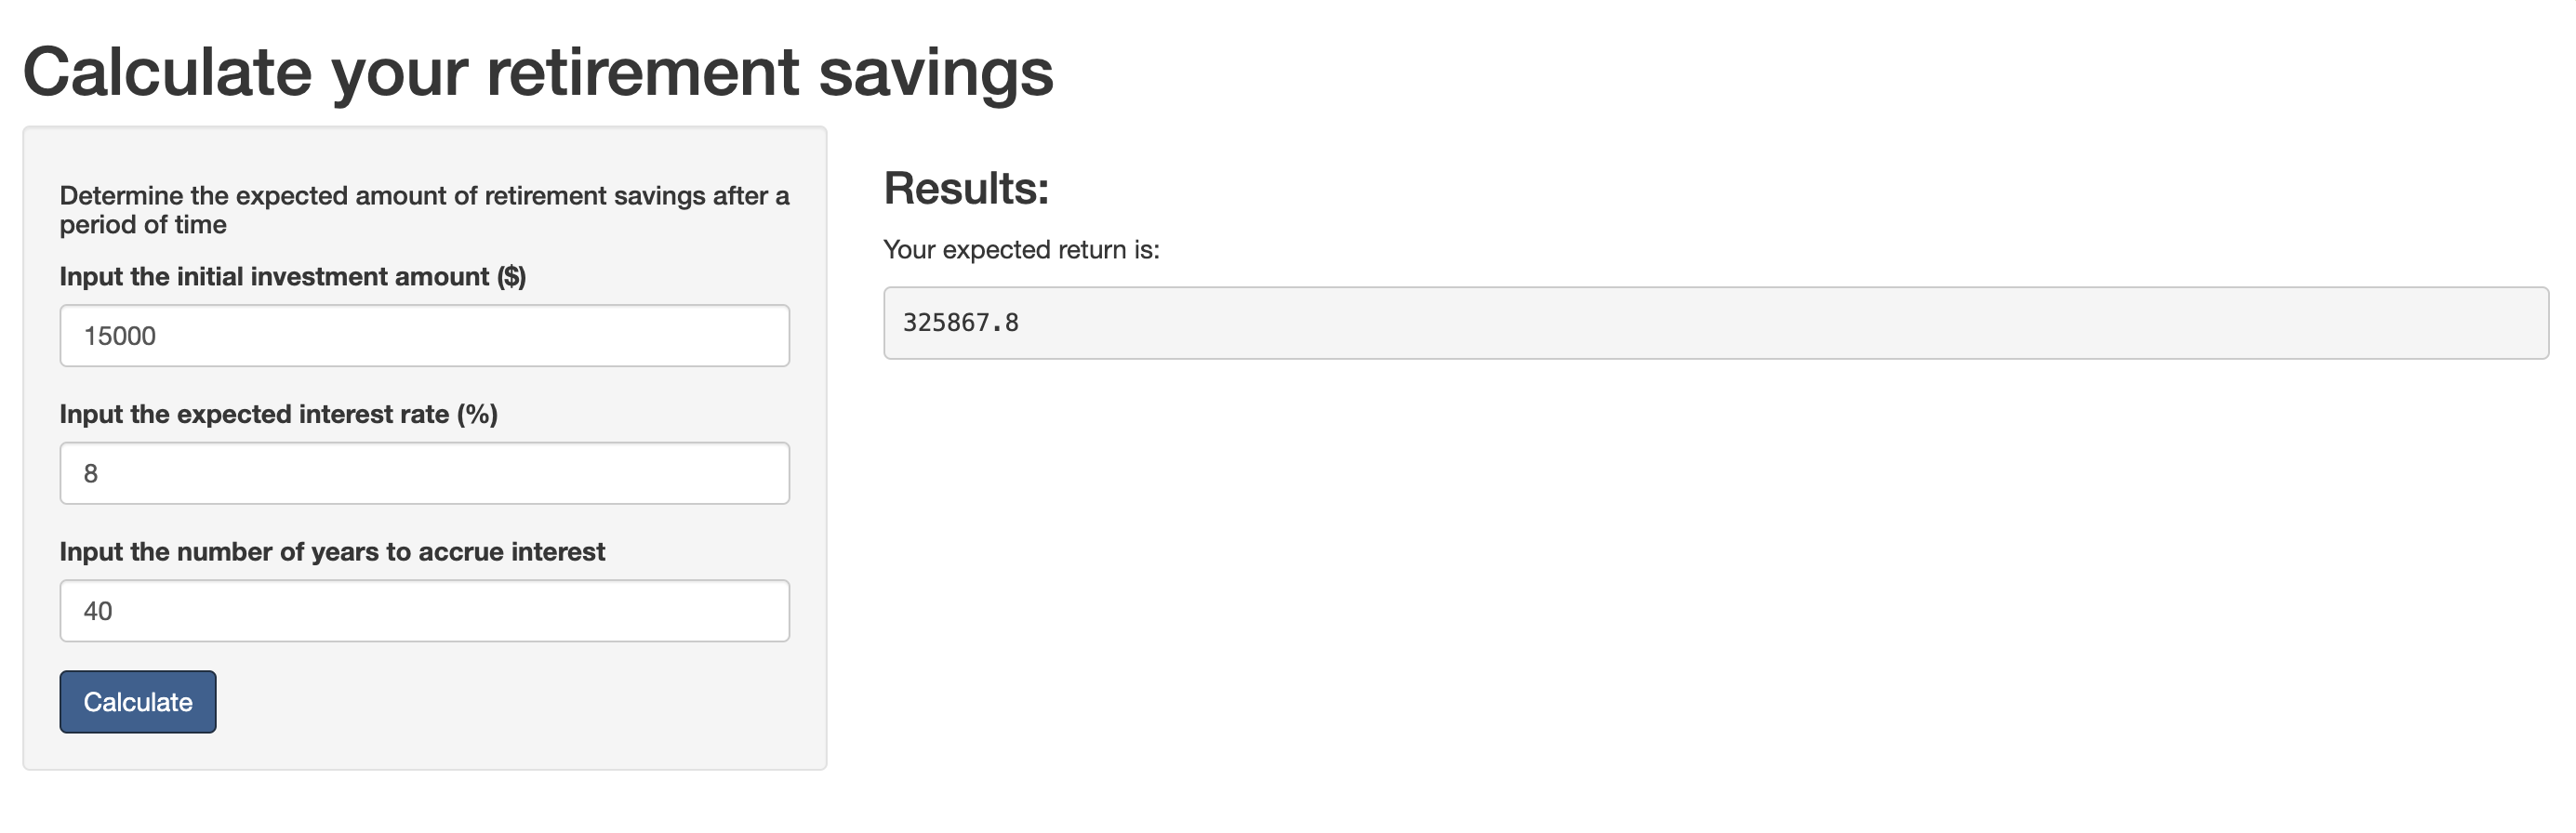 Calculate your retirement savings
Determine the expected amount of retirement savings after a
period of time
Input the initial investment amount ($)
15000
Input the expected interest rate (%)
8
Input the number of years to accrue interest
40
Calculate
Results:
Your expected return is:
325867.8